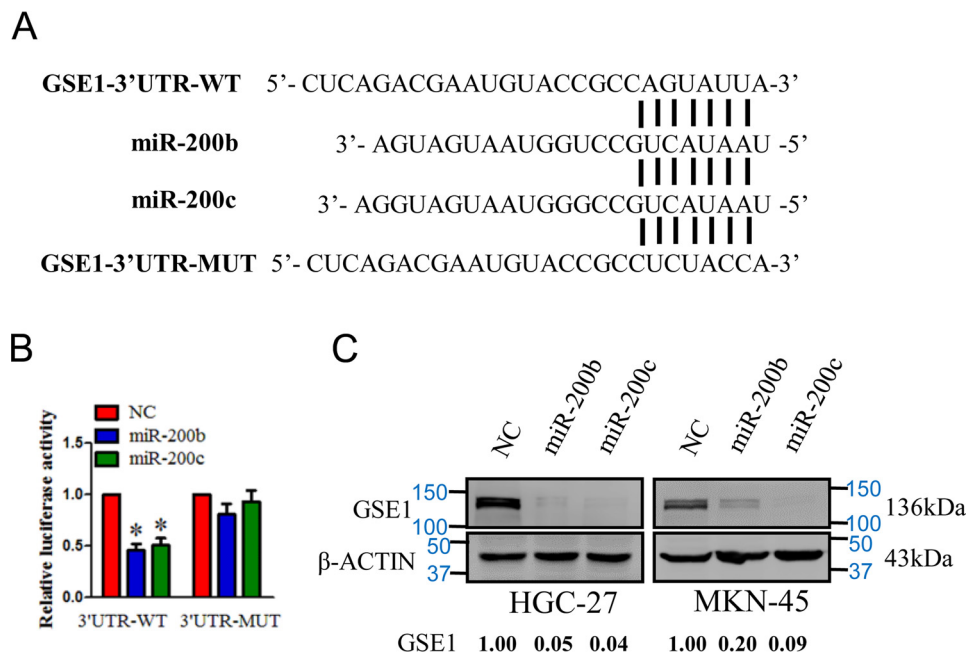 A
GSE1-3'UTR-WT 5'- CUCAGACGAAUGUACCGCCAGUAUUA-3'
miR-200b 3'- AGUAGUAAUGGUCCGUCAUAAU -5'
miR-200c 3'- AGGUAGUAAUGGGCCGUCAUAAU -5'
GSE1-3'UTR-MUT 5'- CUCAGACGAAUGUACCGCCUCUACCA-3'
B
Relative luciferase activity
NC
miR-200b
miR-200c
1.5
1.0
0.5
0.0
* *
3'UTR-WT 3'UTR-MUT
C
NC miR-200b miR-200c NC miR-200b miR-200c
GSE1 150 100 150 100 136kDa
β-ACTIN 50 37 50 37 43kDa
HGC-27 MKN-45
GSE1 1.00 0.05 0.04 1.00 0.20 0.09